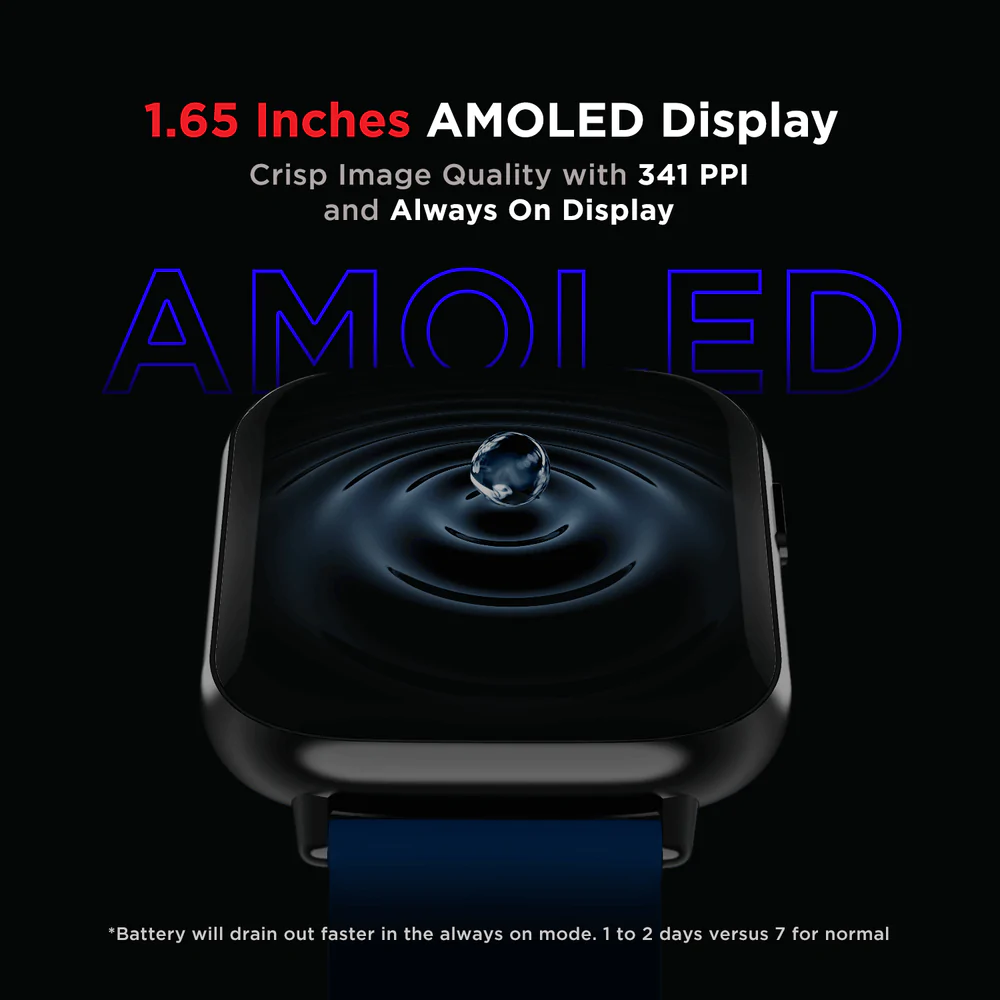 1.65 Inches AMOLED Display
Crisp Image Quality with 341 PPI
and Always On Display
AMOLED
*Battery will drain out faster in the always on mode. 1 to 2 days versus 7 for normal